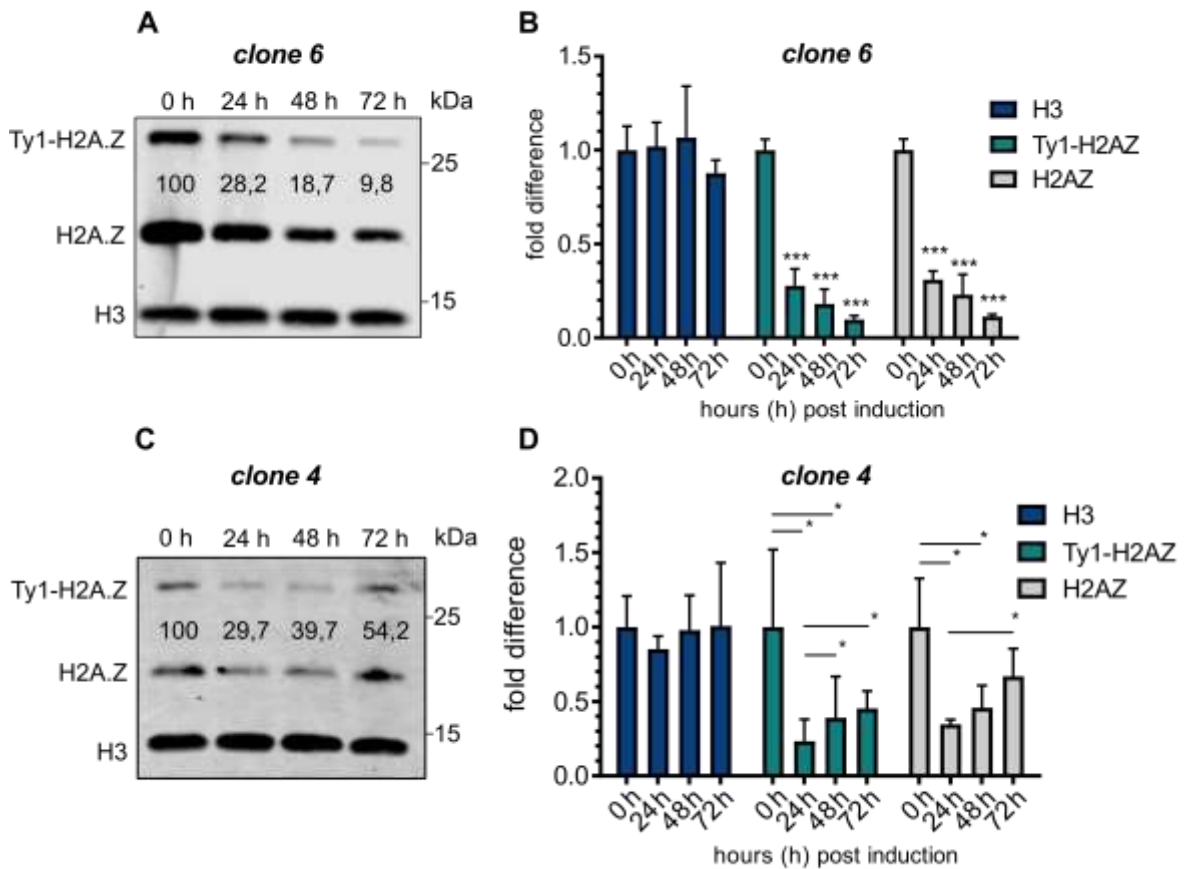 A
clone 6
0 h 24 h 48 h 72 h kDa
Ty1-H2A.Z
25
100 28,2 18,7 9,8
H2A.Z
15
H3
B
clone 6
1.5
1.0
0.5
0.0
fold difference
*** *** *** *** *** ***
H3
Ty1-H2AZ
H2AZ
0h 24h 48h 72h 0h 24h 48h 72h 0h 24h 48h 72h
hours (h) post induction
C
clone 4
0 h 24 h 48 h 72 h kDa
Ty1-H2A.Z
25
100 29,7 39,7 54,2
H2A.Z
15
H3
D
clone 4
2.0
1.5
1.0
0.5
0.0
fold difference
* * * * * * *
H3
Ty1-H2AZ
H2AZ
0h 24h 48h 72h 0h 24h 48h 72h 0h 24h 48h 72h
hours (h) post induction